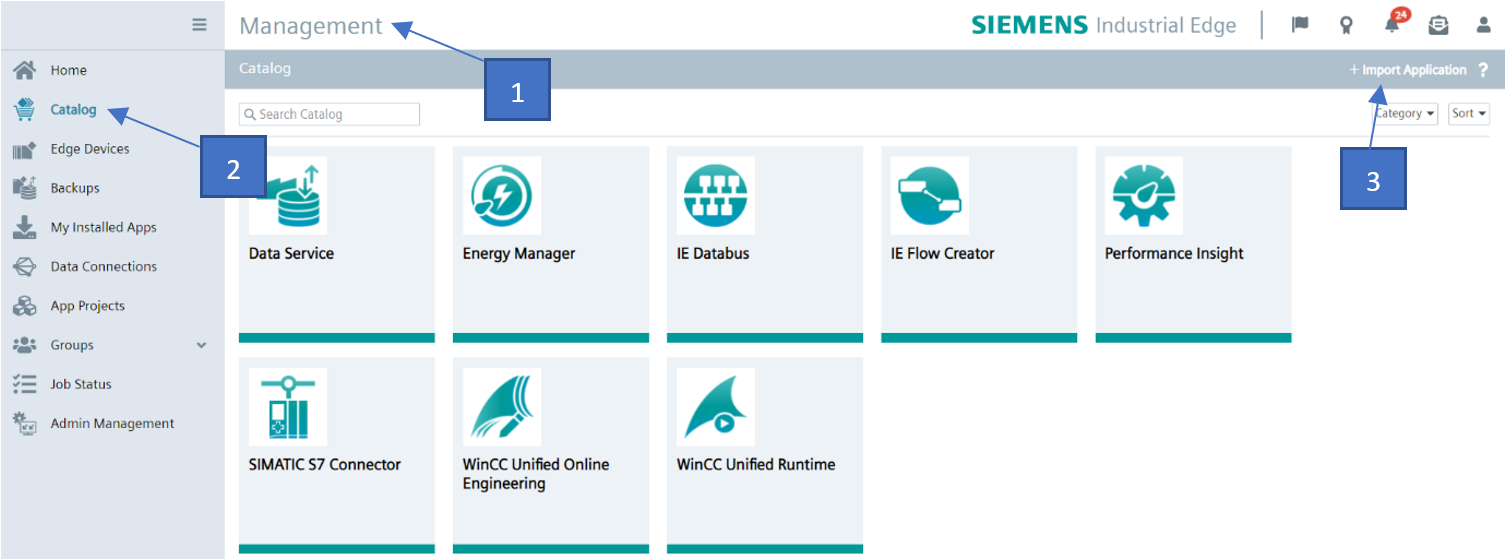 Management
SIEMENS Industrial Edge
24
Home
Catalog
Edge Devices
Backups
My Installed Apps
Data Connections
App Projects
Groups
Job Status
Admin Management
Catalog
+ Import Application ?
Search Catalog
Category
Sort
1
2
3
Data Service
Energy Manager
IE Databus
IE Flow Creator
Performance Insight
SIMATIC S7 Connector
WinCC Unified Online
Engineering
WinCC Unified Runtime